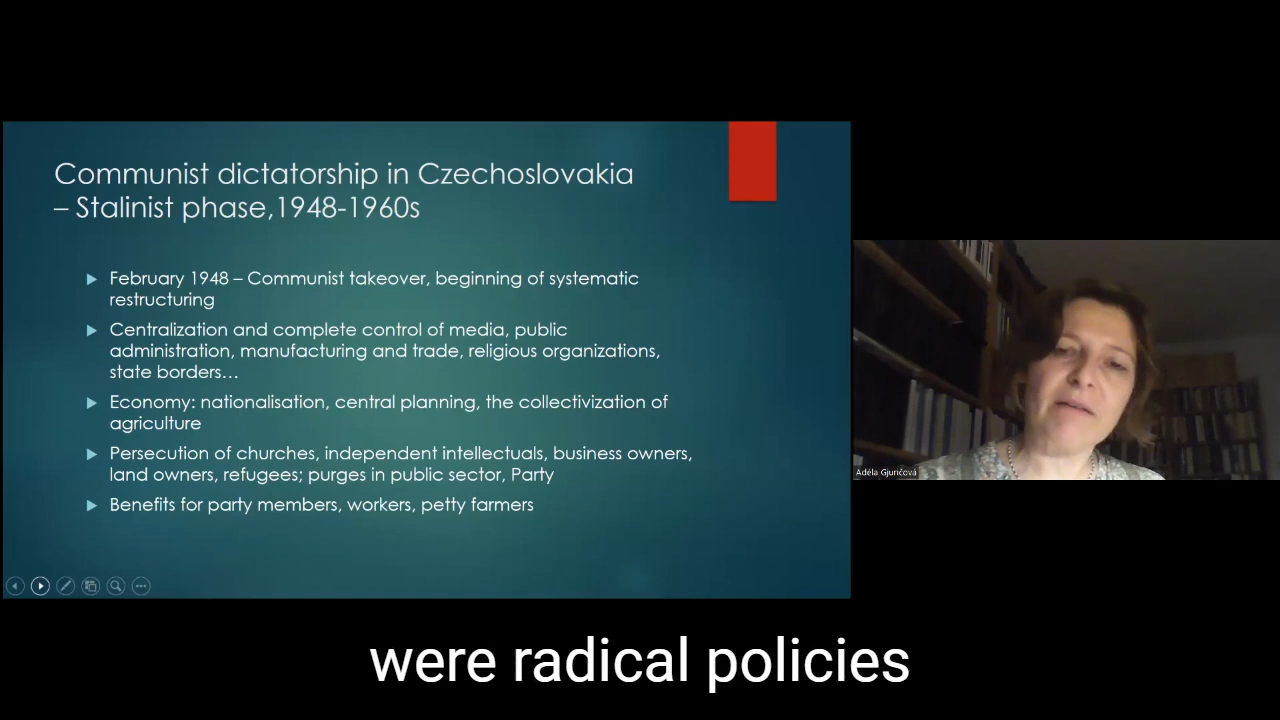 Communist dictatorship in Czechoslovakia
– Stalinist phase,1948-1960s
February 1948 – Communist takeover, beginning of systematic
restructuring
Centralization and complete control of media, public
administration, manufacturing and trade, religious organizations,
state borders…
Economy: nationalisation, central planning, the collectivization of
agriculture
Persecution of churches, independent intellectuals, business owners,
land owners, refugees; purges in public sector, Party
Benefits for party members, workers, petty farmers
Adéla Gjuričová
were radical policies